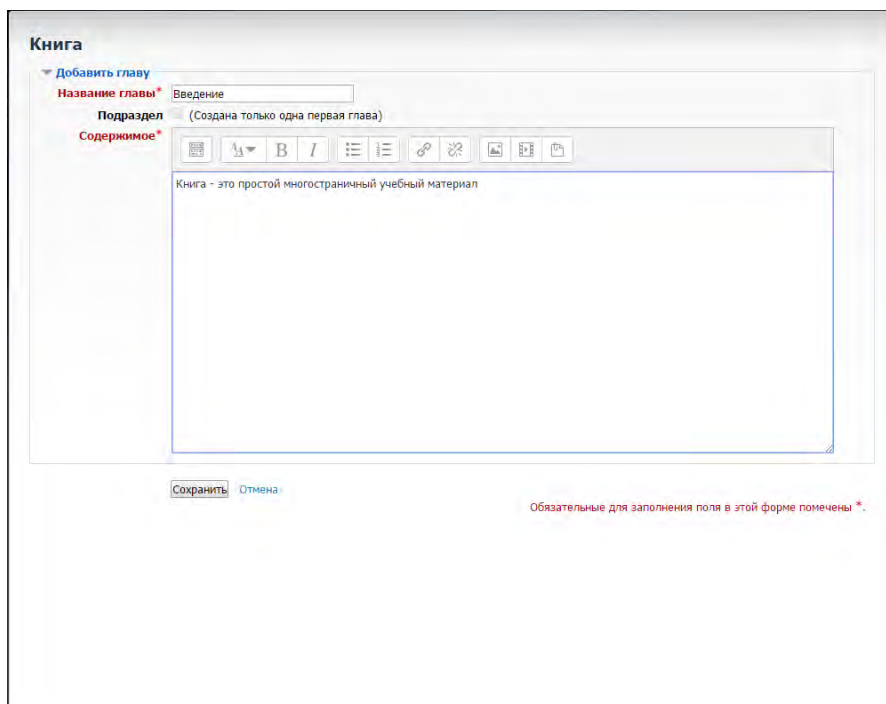 Книга
Добавить главу
Название главы* Введение
Подраздел (Создана только одна первая глава)
Содержимое*
B I
Книга - это простой многостраничный учебный материал
Сохранить Отмена
Обязательные для заполнения поля в этой форме помечены *.